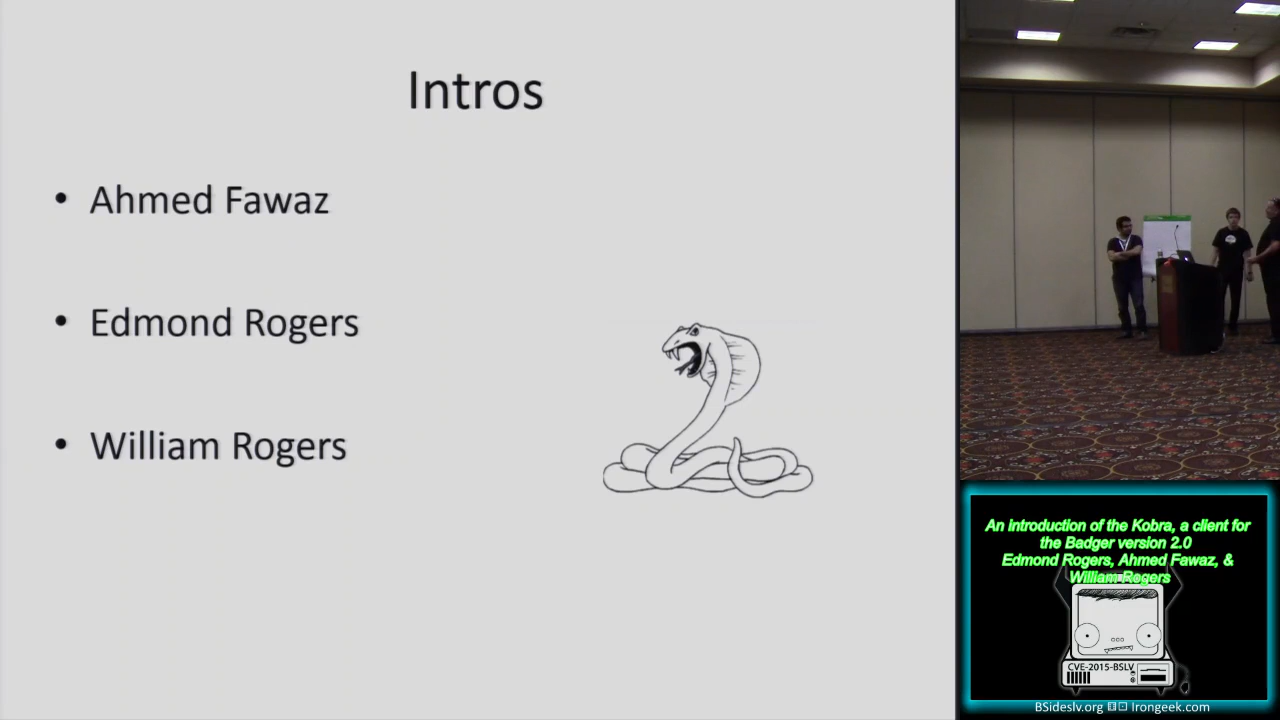 Intros
• Ahmed Fawaz
• Edmond Rogers
• William Rogers
An introduction of the Kobra, a client for
the Badger version 2.0
Edmond Rogers, Ahmed Fawaz, &
William Rogers
CVE-2015-BSLV
BSideslv.org Irongeek.com